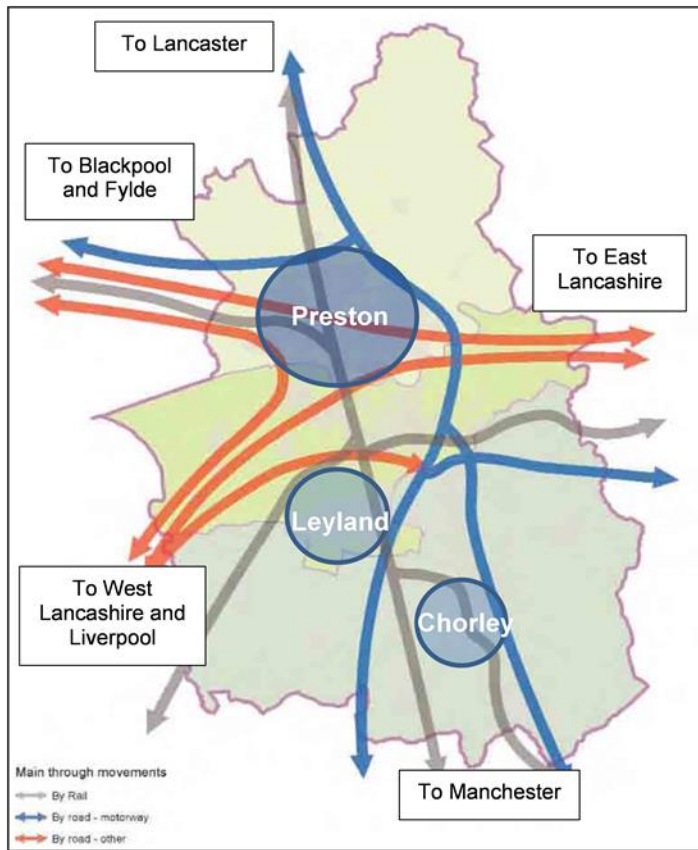 To Lancaster
To Blackpool
and Fylde
To East
Lancashire
Preston
Leyland
To West
Lancashire and
Liverpool
Chorley
To Manchester
Main through movements
By Rail
By road - motorway
By road - other